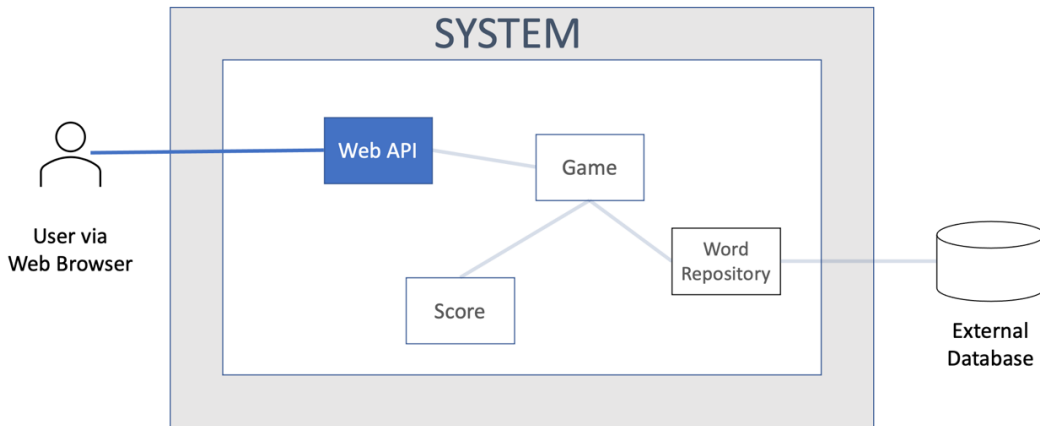 SYSTEM
Web API
Game
User via
Web Browser
Word
Repository
Score
External
Database